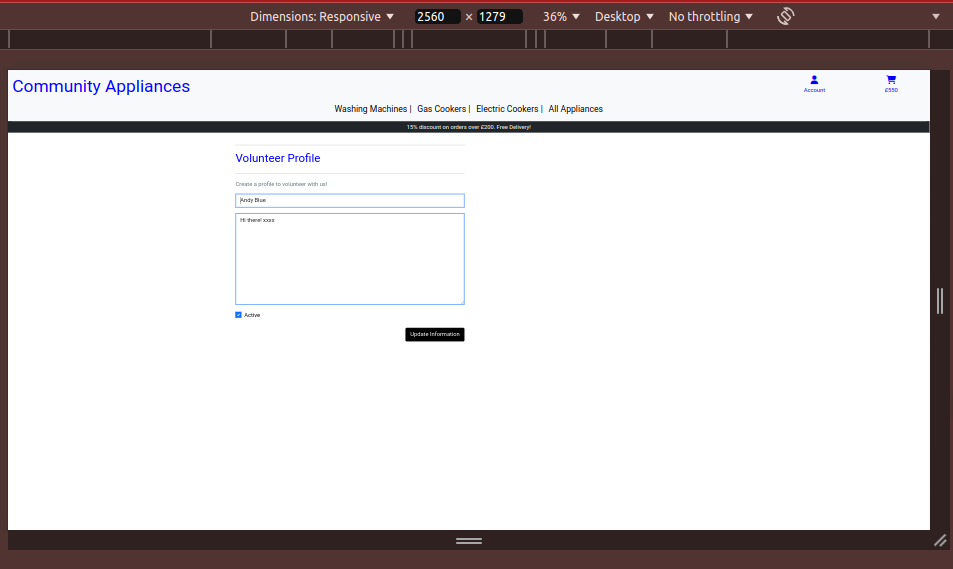 Dimensions: Responsive 2560 × 1279 36% Desktop No throttling
Community Appliances
Account £550
Washing Machines | Gas Cookers | Electric Cookers | All Appliances
15% discount on orders over £200. Free Delivery!
Volunteer Profile
Create a profile to volunteer with us!
Andy Blue
Hi there! xxxx
Active
Update Information